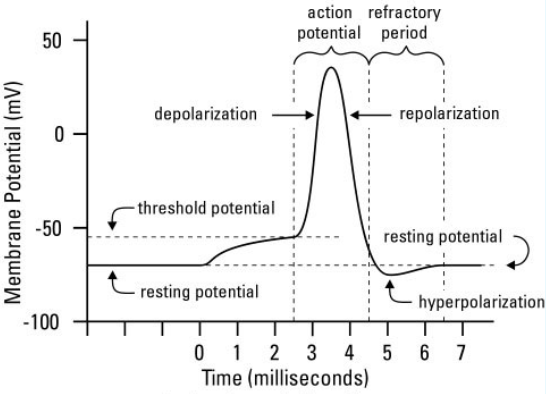 action
potential
refractory
period
50
depolarization
repolarization
0
threshold potential
-50
resting potential
resting potential
hyperpolarization
-100
Membrane Potential (mV)
0 1 2 3 4 5 6 7
Time (milliseconds)